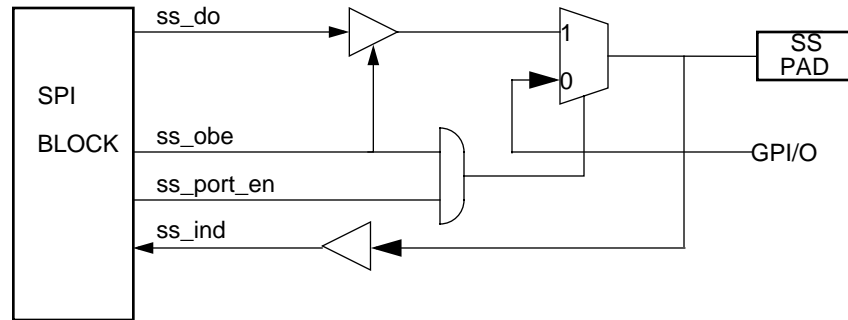 ss_do
1
SS
PAD
0
SPI
BLOCK
ss_obe
GPI/O
ss_port_en
ss_ind